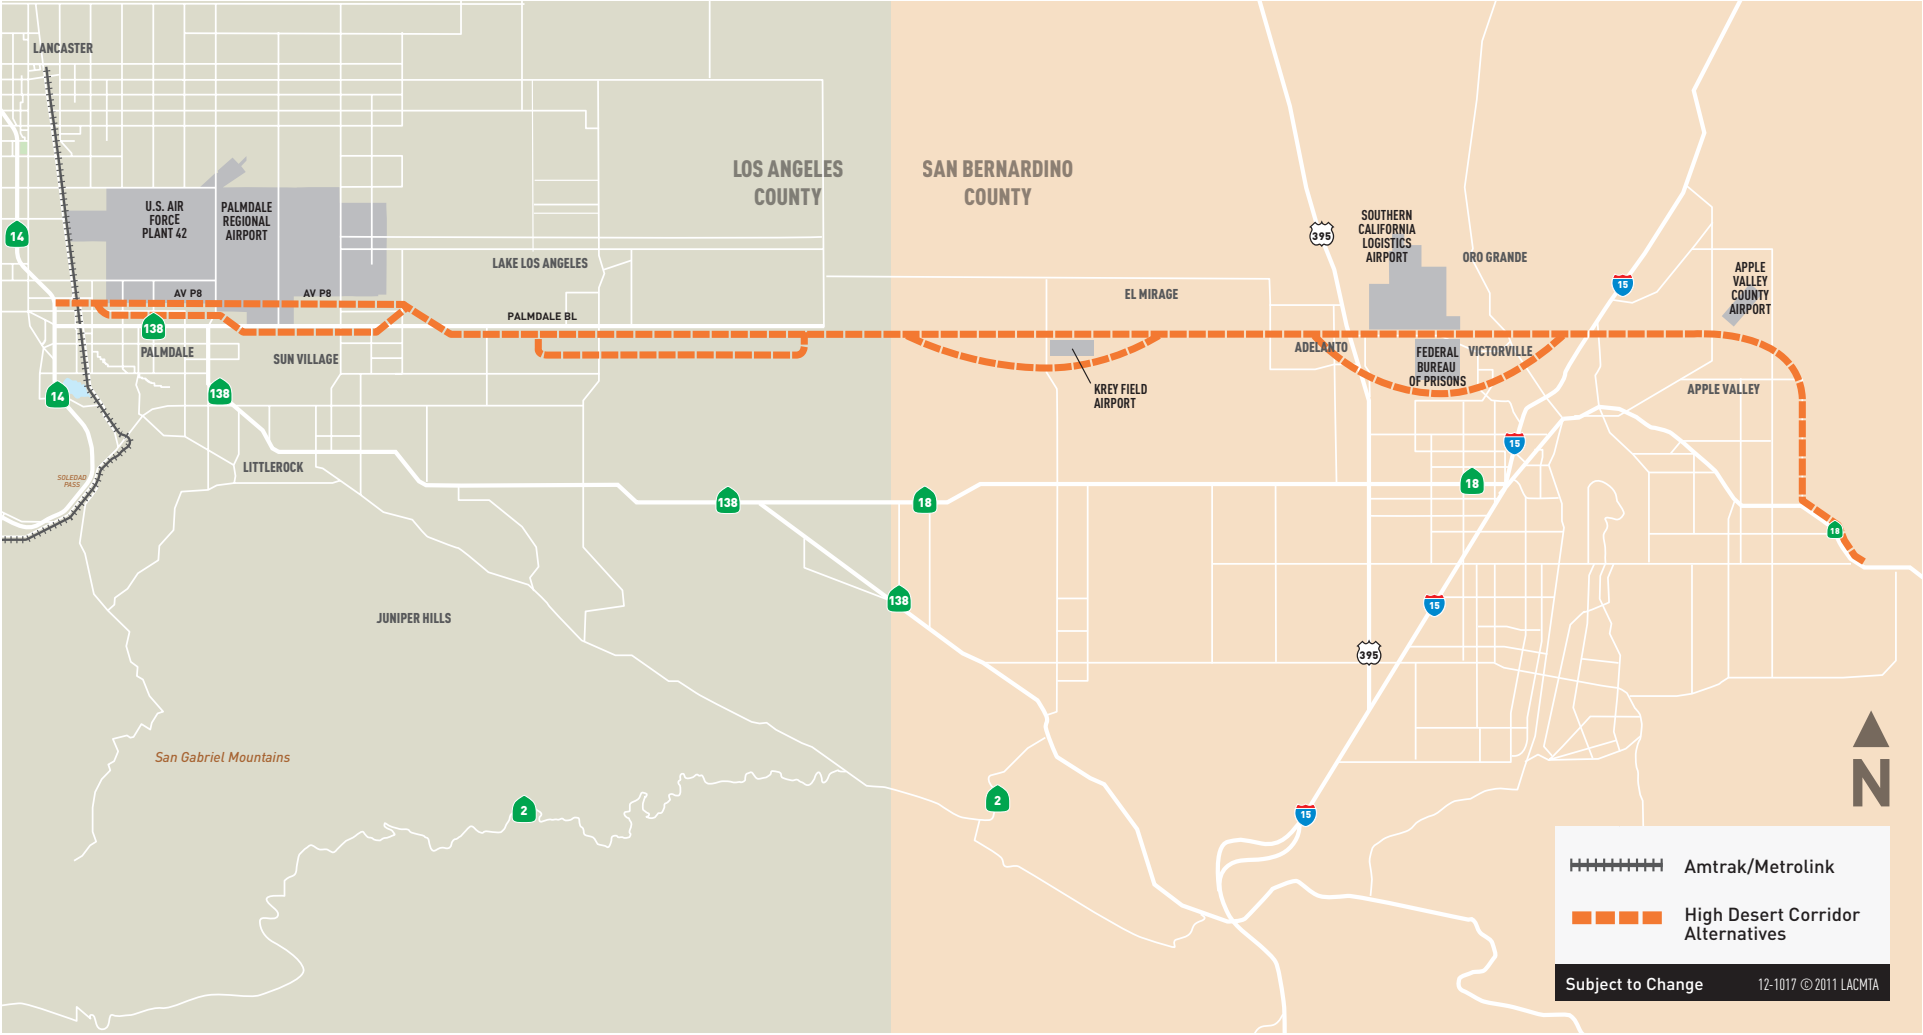 LANCASTER
LOS ANGELES
COUNTY
SAN BERNARDINO
COUNTY
U.S. AIR
FORCE
PLANT 42
PALMDALE
REGIONAL
AIRPORT
14
395
SOUTHERN
CALIFORNIA
LOGISTICS
AIRPORT
ORO GRANDE
LAKE LOS ANGELES
APPLE
VALLEY
COUNTY
AIRPORT
15
AV P8
AV P8
EL MIRAGE
PALMDALE BL
138
PALMDALE
SUN VILLAGE
ADELANTO
FEDERAL
BUREAU
OF PRISONS
VICTORVILLE
KREY FIELD
AIRPORT
APPLE VALLEY
14
138
15
LITTLEROCK
SOLEDAD
PASS
18
138
18
18
138
15
JUNIPER HILLS
395
San Gabriel Mountains
2
2
15
N
Amtrak/Metrolink
High Desert Corridor
Alternatives
Subject to Change
12-1017 © 2011 LACMTA